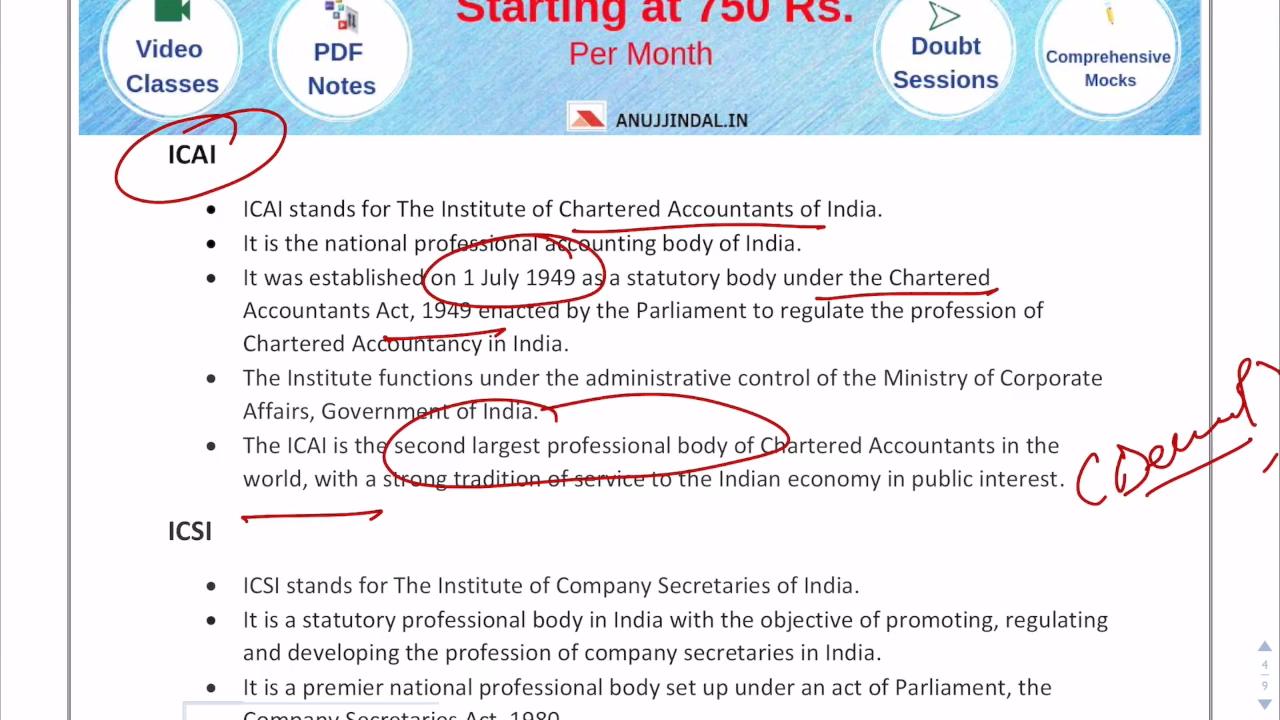 Starting at 750 Rs.
Per Month
Video
Classes
PDF
Notes
Doubt
Sessions
Comprehensive
Mocks
ANUJJINDAL.IN
ICAI
• ICAI stands for The Institute of Chartered Accountants of India.
• It is the national professional accounting body of India.
• It was established on 1 July 1949 as a statutory body under the Chartered
Accountants Act, 1949 enacted by the Parliament to regulate the profession of
Chartered Accountancy in India.
• The Institute functions under the administrative control of the Ministry of Corporate
Affairs, Government of India.
• The ICAI is the second largest professional body of Chartered Accountants in the
world, with a strong tradition of service to the Indian economy in public interest.
ICSI
• ICSI stands for The Institute of Company Secretaries of India.
• It is a statutory professional body in India with the objective of promoting, regulating
and developing the profession of company secretaries in India.
• It is a premier national professional body set up under an act of Parliament, the
Company Secretaries Act, 1980.
4
9